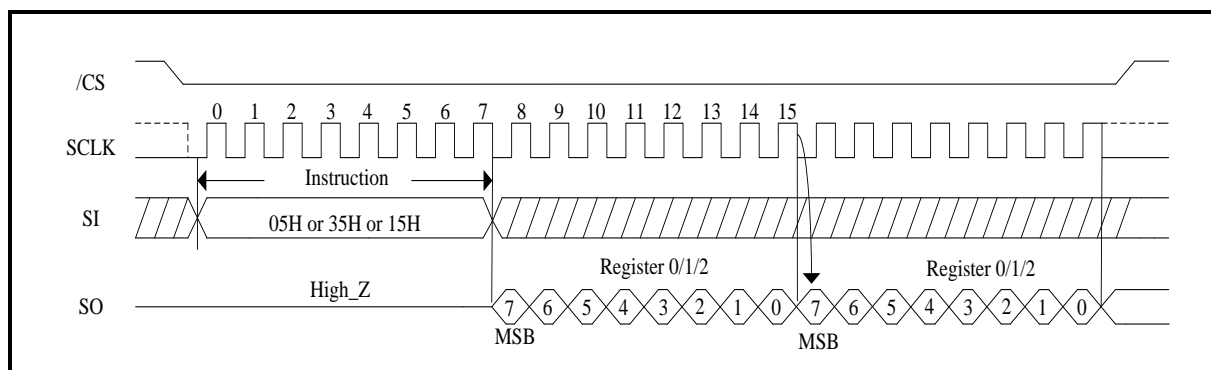 /CS
0 1 2 3 4 5 6 7 8 9 10 11 12 13 14 15
SCLK
Instruction
SI
05H or 35H or 15H
Register 0/1/2
Register 0/1/2
High_Z
SO
7 6 5 4 3 2 1 0 7 6 5 4 3 2 1 0
MSB
MSB